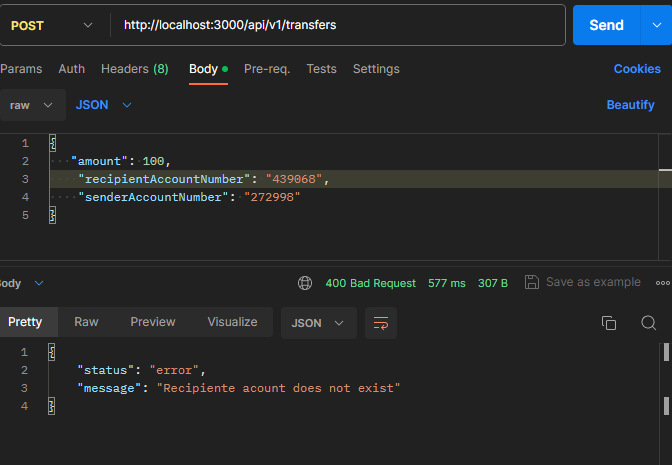 POST http://localhost:3000/api/v1/transfers Send
Params Auth Headers (8) Body Pre-req. Tests Settings Cookies
raw JSON Beautify
1 {
2 "amount": 100,
3 "recipientAccountNumber": "439068",
4 "senderAccountNumber": "272998"
5 }
Body 400 Bad Request 577 ms 307 B Save as example
Pretty Raw Preview Visualize JSON
1 {
2 "status": "error",
3 "message": "Recipiente acount does not exist"
4 }